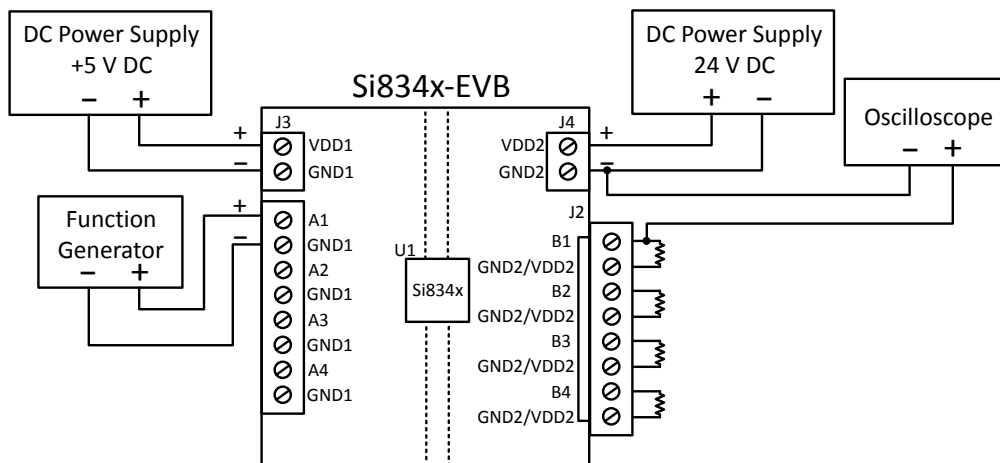 DC Power Supply
+5 V DC
− +
DC Power Supply
24 V DC
+ −
Si834x-EVB
Oscilloscope
− +
J3
+ VDD1
− GND1
J4
VDD2 +
GND2 −
Function
Generator
− +
+ A1
− GND1
A2
GND1
A3
GND1
A4
GND1
U1
Si834x
J2
B1
GND2/VDD2
B2
GND2/VDD2
B3
GND2/VDD2
B4
GND2/VDD2